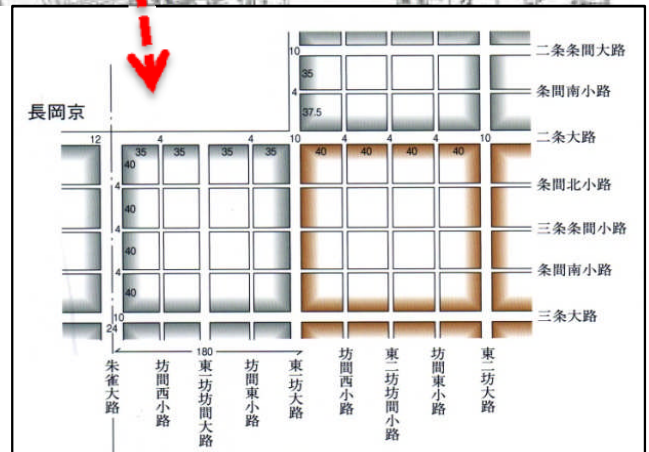 10
二条条間大路
35
4
条間南小路
37.5
長岡京
12 4 4 10 4 4 4 10
二条大路
35 35 35 35 40 40 40 40
40
4
条間北小路
40
4
三条条間小路
40
4
条間南小路
40
10
三条大路
24
180
朱雀大路
坊間西小路
東一坊坊間大路
坊間東小路
東一坊大路
坊間西小路
東二坊坊間小路
坊間東小路
東二坊大路